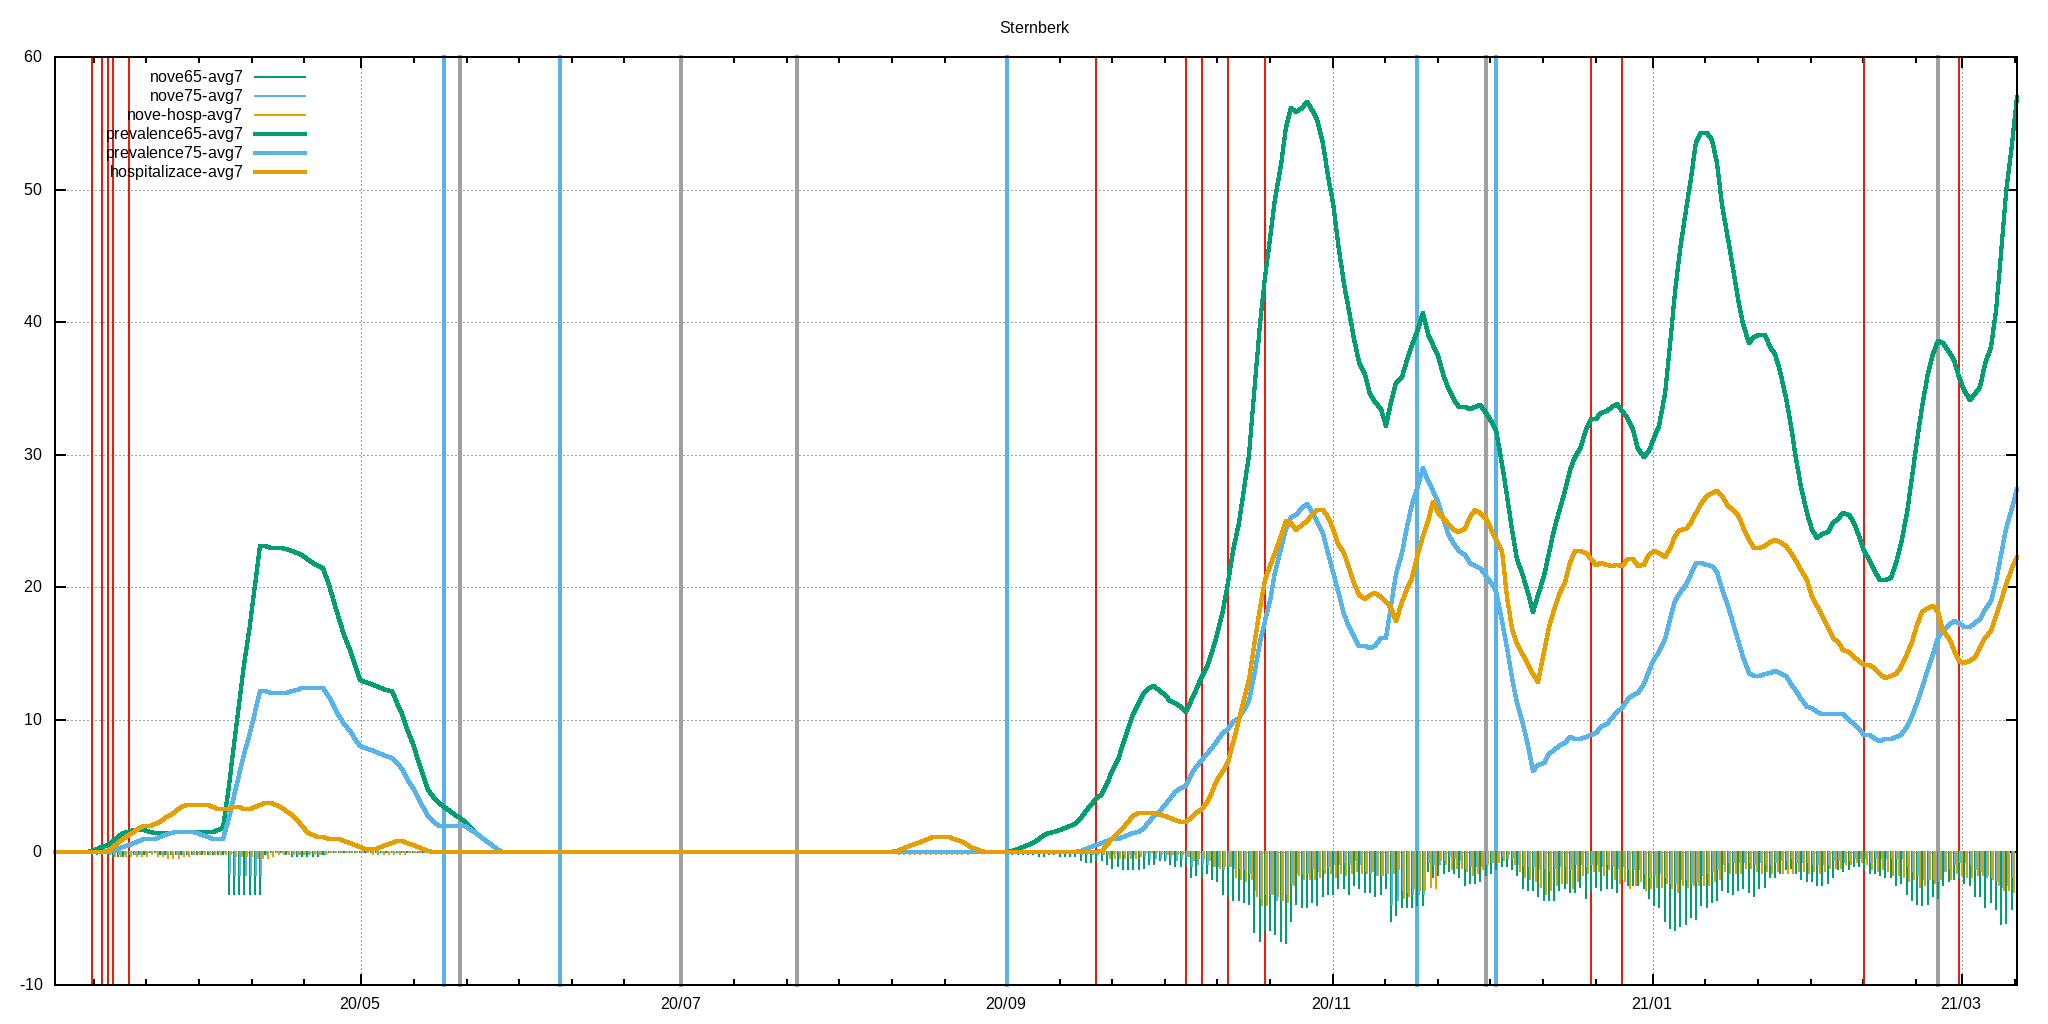 Sternberk
60
nove65-avg7
nove75-avg7
nove-hosp-avg7
prevalence65-avg7
prevalence75-avg7
hospitalizace-avg7
50
40
30
20
10
0
-10
20/05 20/07 20/09 20/11 21/01 21/03